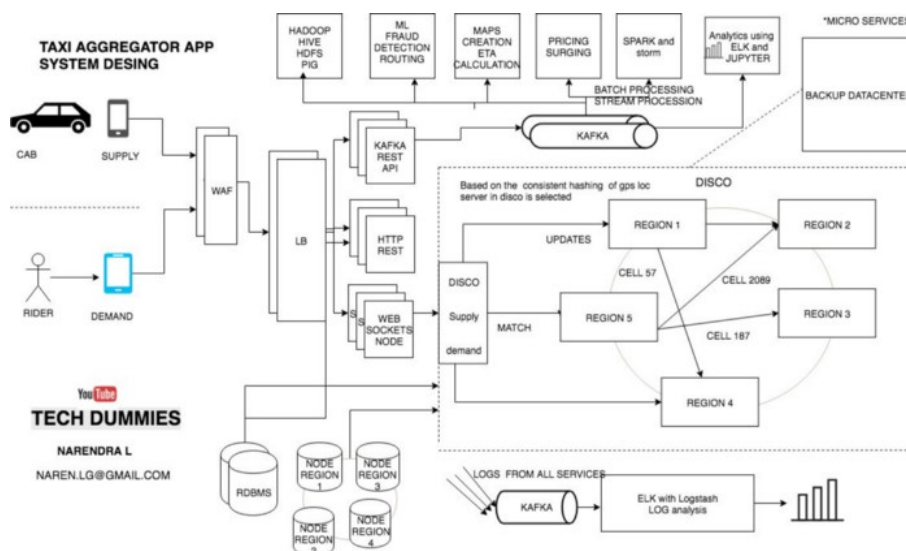 TAXI AGGREGATOR APP
SYSTEM DESING
CAB
SUPPLY
RIDER
DEMAND
WAF
LB
KAFKA
REST
API
HTTP
REST
S
S
WEB
SOCKETS
NODE
HADOOP
HIVE
HDFS
PIG
ML
FRAUD
DETECTION
ROUTING
MAPS
CREATION
ETA
CALCULATION
PRICING
SURGING
SPARK and
storm
Analytics using
ELK and
JUPYTER
*MICRO SERVICES
BACKUP DATACENTER
BATCH PROCESSING
STREAM PROCESSION
KAFKA
Based on the consistent hashing of gps loc
server in disco is selected
DISCO
REGION 1
REGION 2
UPDATES
CELL 57
CELL 2089
DISCO
Supply
demand
MATCH
REGION 5
REGION 3
CELL 187
REGION 4
YouTube
TECH DUMMIES
NARENDRA L
NAREN.LG@GMAIL.COM
RDBMS
NODE
REGION
1
NODE
REGION
3
NODE
REGION
NODE
REGION
4
LOGS FROM ALL SERVICES
KAFKA
ELK with Logstash
LOG analysis